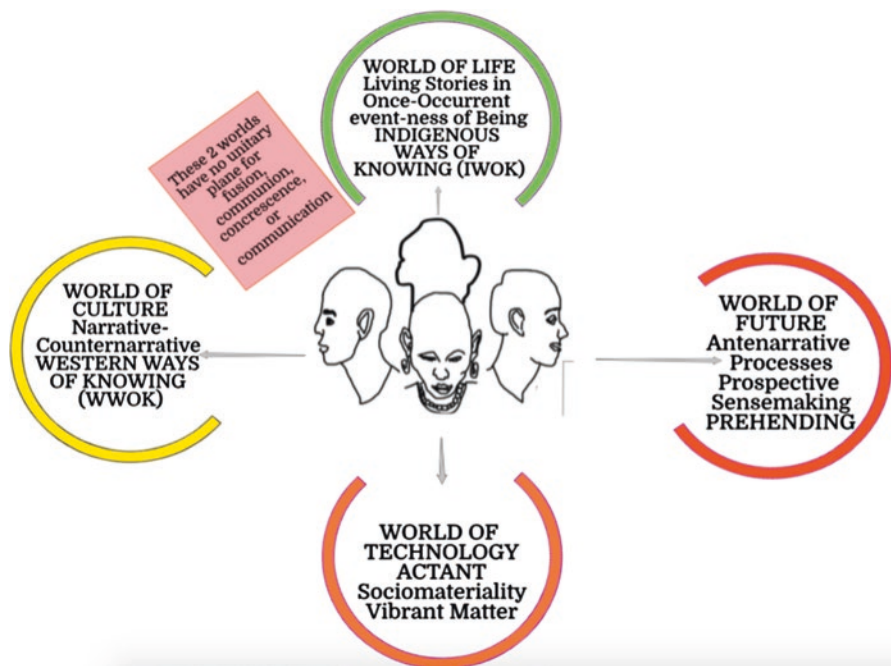 WORLD OF LIFE
Living Stories in
Once-Occurrent
event-ness of Being
INDIGENOUS
WAYS OF
KNOWING (IWOK)
These 2 worlds
have no unitary
plane for
fusion,
communion,
concrescence,
or
communication
WORLD OF
CULTURE
Narrative-
Counternarrative
WESTERN WAYS
OF KNOWING
(WWOK)
WORLD OF
FUTURE
Antenarrative
Processes
Prospective
Sensemaking
PREHENDING
WORLD OF
TECHNOLOGY
ACTANT
Sociomateriality
Vibrant Matter